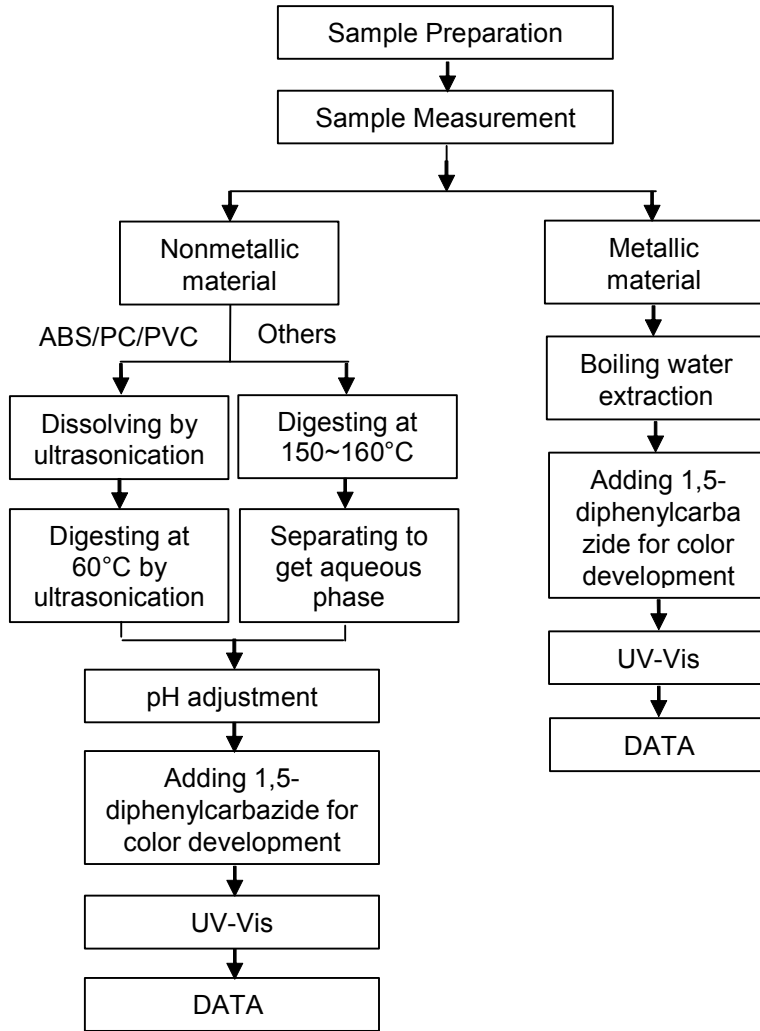 Sample Preparation
Sample Measurement
Nonmetallic
material
Metallic
material
ABS/PC/PVC
Others
Dissolving by
ultrasonication
Digesting at
150~160°C
Boiling water
extraction
Digesting at
60°C by
ultrasonication
Separating to
get aqueous
phase
Adding 1,5-
diphenylcarba
zide for color
development
pH adjustment
UV-Vis
DATA
Adding 1,5-
diphenylcarbazide for
color development
UV-Vis
DATA